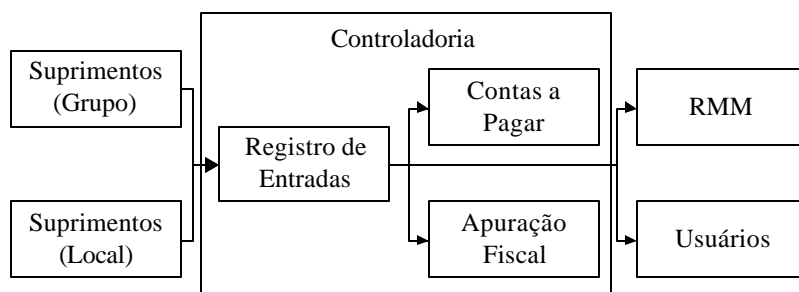 Controladoria
Suprimentos
(Grupo)
Contas a
Pagar
RMM
Registro de
Entradas
Suprimentos
(Local)
Apuração
Fiscal
Usuários